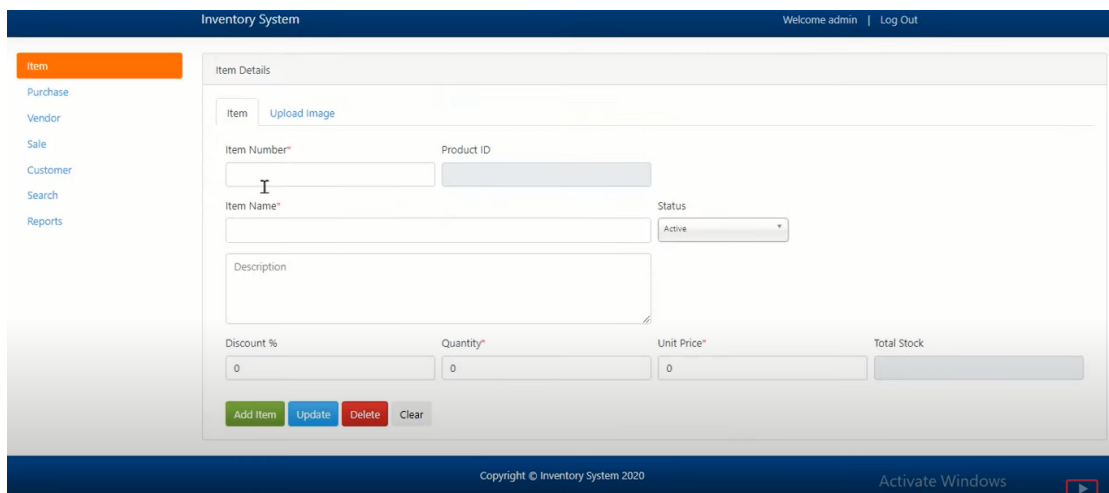 Inventory System Welcome admin | Log Out
Item
Purchase
Vendor
Sale
Customer
Search
Reports
Item Details
Item Upload Image
Item Number* Product ID
Item Name* Status
Active
Description
Discount % Quantity* Unit Price* Total Stock
0 0 0
Add Item Update Delete Clear
Copyright © Inventory System 2020
Activate Windows